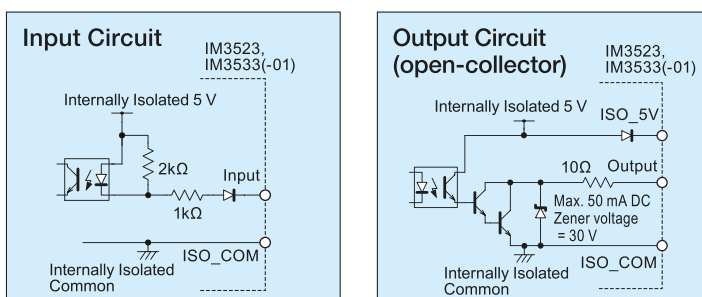 Input Circuit
IM3523,
IM3533(-01)
Internally Isolated 5 V
2kΩ
Input
1kΩ
ISO_COM
Internally Isolated
Common
Output Circuit
(open-collector)
IM3523,
IM3533(-01)
Internally Isolated 5 V
ISO_5V
10Ω
Output
Max. 50 mA DC
Zener voltage
= 30 V
ISO_COM
Internally Isolated
Common